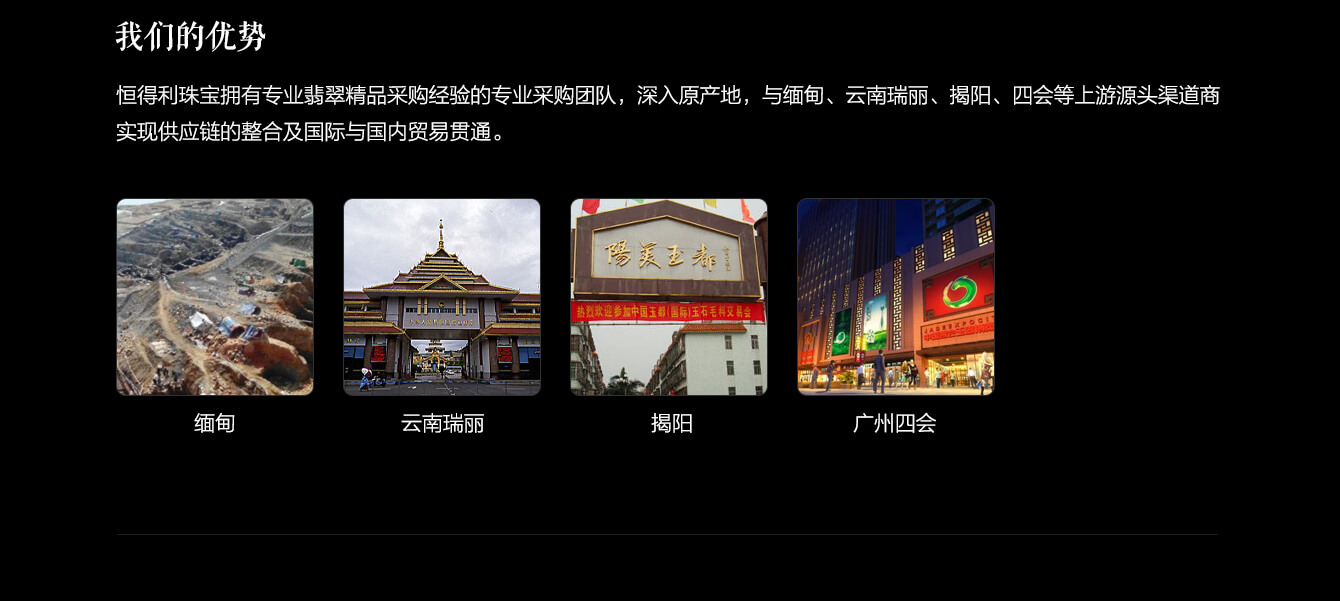 我们的优势
恒得利珠宝拥有专业翡翠精品采购经验的专业采购团队，深入原产地，与缅甸、云南瑞丽、揭阳、四会等上游源头渠道商
实现供应链的整合及国际与国内贸易贯通。
陽美玉都
热烈欢迎参加中国玉都(国际)玉石毛料交易会
缅甸
云南瑞丽
揭阳
广州四会